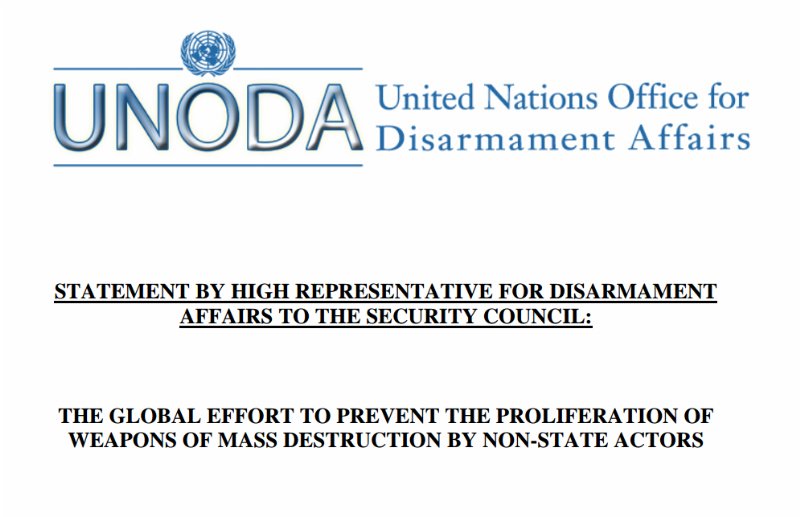 UNODA
United Nations Office for
Disarmament Affairs
STATEMENT BY HIGH REPRESENTATIVE FOR DISARMAMENT
AFFAIRS TO THE SECURITY COUNCIL:
THE GLOBAL EFFORT TO PREVENT THE PROLIFERATION OF
WEAPONS OF MASS DESTRUCTION BY NON-STATE ACTORS